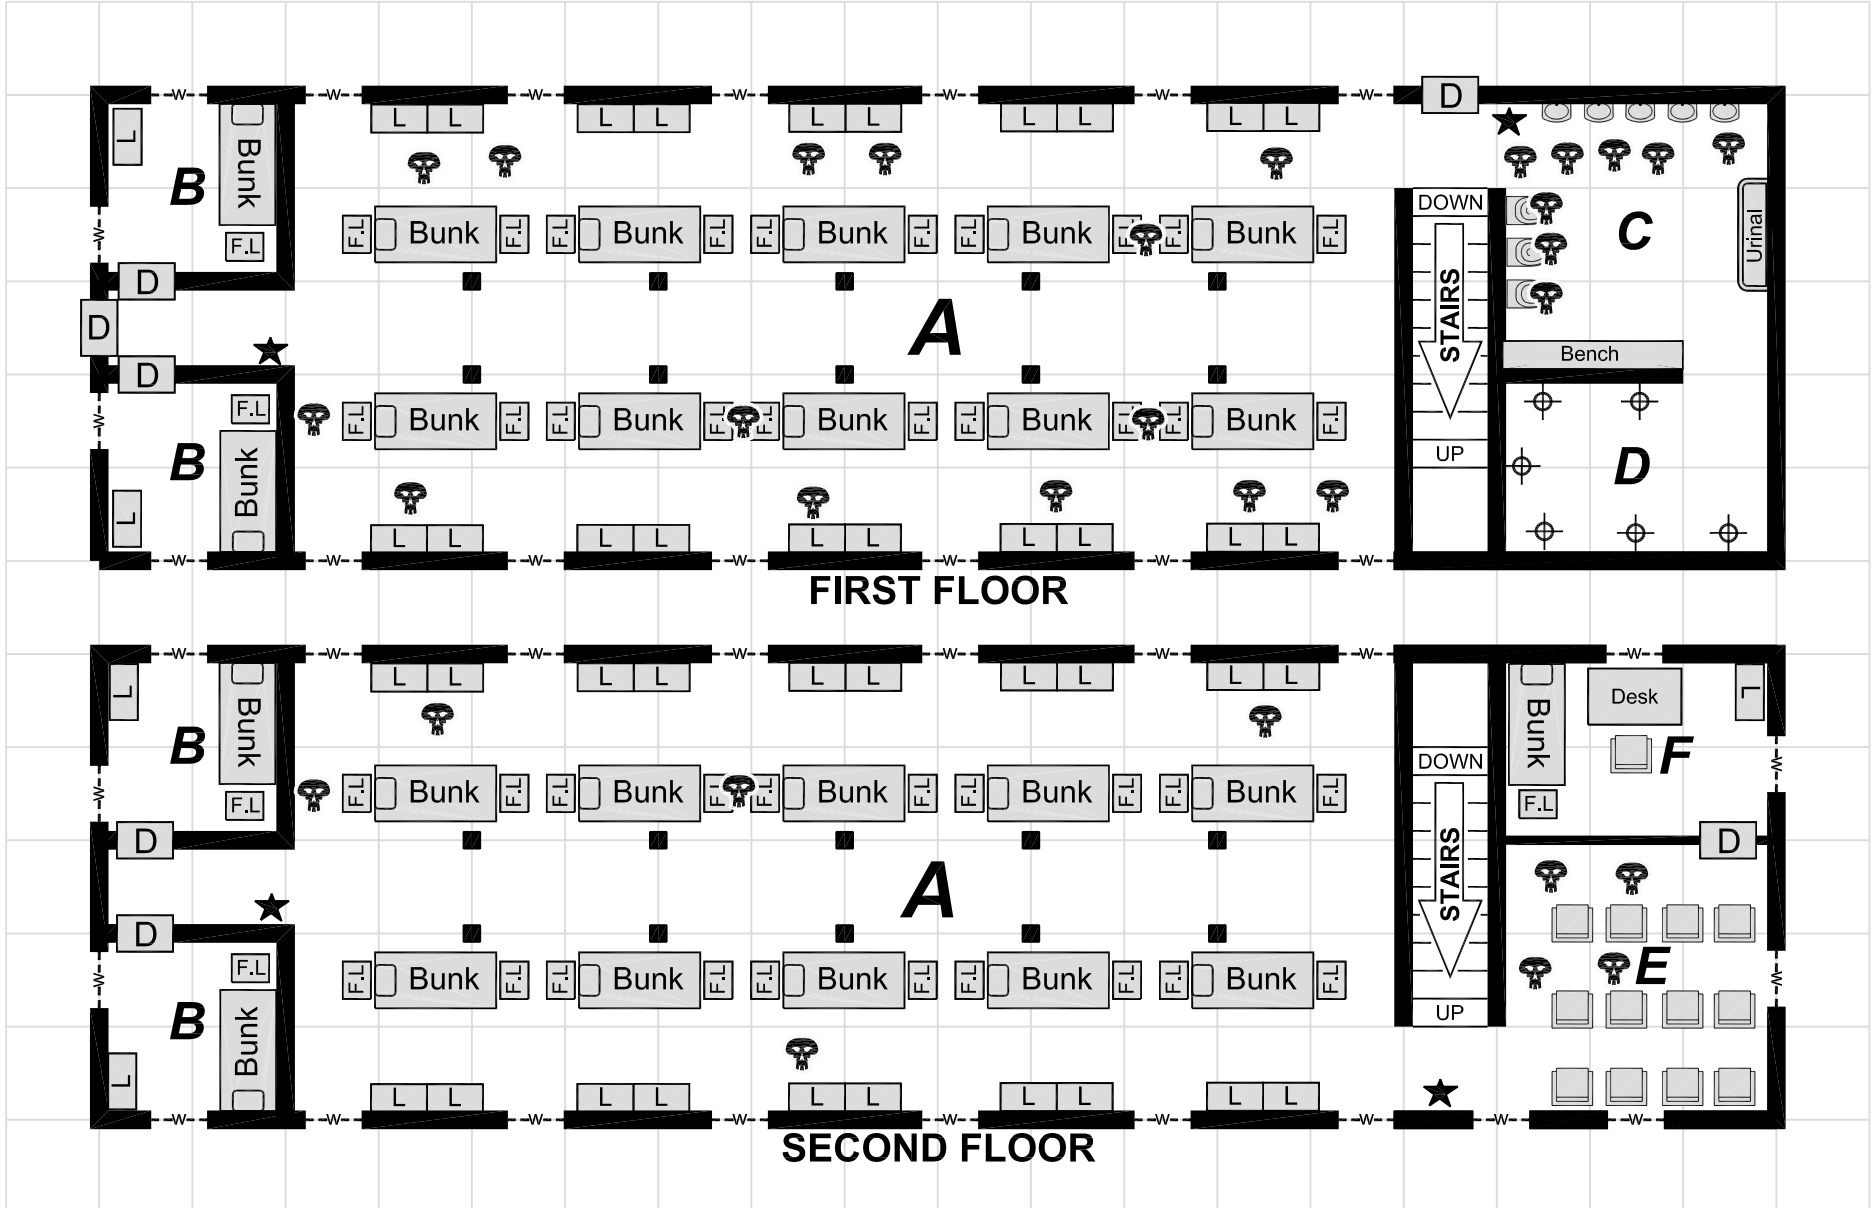 W W W W W W W D
L L L L L L L L L L L
Bunk
B
DOWN
C
Urinal
F.L Bunk F.L F.L Bunk F.L F.L Bunk F.L F.L Bunk F.L F.L Bunk F.L
W
F.L
D
D
A
STAIRS
Bench
D
F.L
W
F.L Bunk F.L F.L Bunk F.L F.L Bunk F.L F.L Bunk F.L F.L Bunk F.L
UP
B
Bunk
D
L
L L L L L L L L L L
W W W W W W W
FIRST FLOOR
W W W W W W W W
L L L L L L L L L L L
Bunk
Desk
L
Bunk
B
F
DOWN
W
W
F.L Bunk F.L F.L Bunk F.L F.L Bunk F.L F.L Bunk F.L F.L Bunk F.L
F.L
F.L
D
D
STAIRS
A
D
F.L
W
F.L Bunk F.L F.L Bunk F.L F.L Bunk F.L F.L Bunk F.L F.L Bunk F.L
E
W
UP
B
Bunk
L
L L L L L L L L L L
W W W W W W W W W
SECOND FLOOR